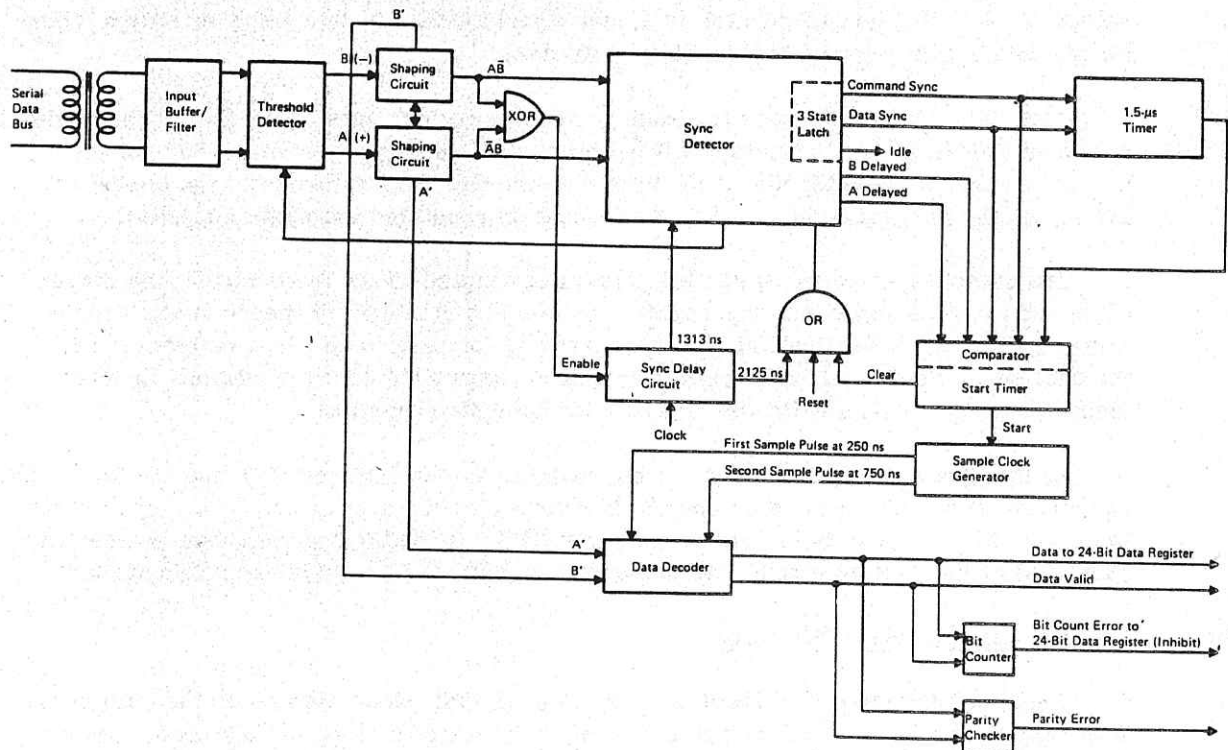 B'
Serial
Data
Bus
Input
Buffer/
Filter
Threshold
Detector
B (−)
A (+)
Shaping
Circuit
Shaping
Circuit
A'
AB̅
A̅B
XOR
Sync
Detector
3 State
Latch
Command Sync
Data Sync
Idle
B Delayed
A Delayed
1.5-μs
Timer
OR
1313 ns
Enable
Sync Delay
Circuit
2125 ns
Reset
Clear
Clock
Comparator
Start Timer
Start
First Sample Pulse at 250 ns
Second Sample Pulse at 750 ns
Sample Clock
Generator
A'
B'
Data Decoder
Data to 24-Bit Data Register
Data Valid
Bit
Counter
Bit Count Error to
24-Bit Data Register (Inhibit)
Parity
Checker
Parity Error